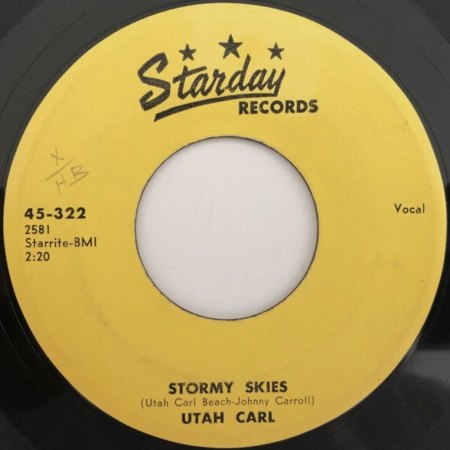 Starday
RECORDS
X/HB
45-322
2581
Starrite-BMI
2:20
Vocal
STORMY SKIES
(Utah Carl Beach-Johnny Carroll)
UTAH CARL